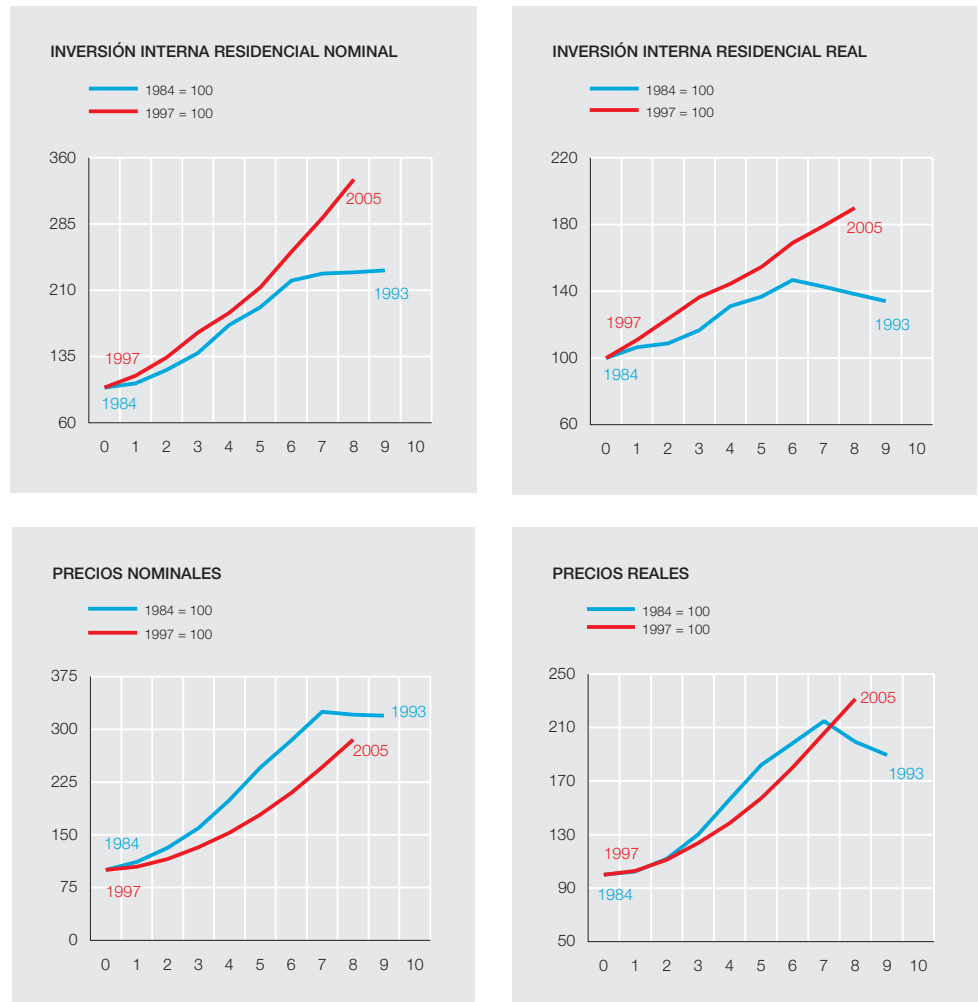 INVERSIÓN INTERNA RESIDENCIAL NOMINAL
1984 = 100
1997 = 100
360
285
210
135
60
2005
1993
1997
1984
0 1 2 3 4 5 6 7 8 9 10
INVERSIÓN INTERNA RESIDENCIAL REAL
1984 = 100
1997 = 100
220
180
140
100
60
2005
1993
1997
1984
0 1 2 3 4 5 6 7 8 9 10
PRECIOS NOMINALES
1984 = 100
1997 = 100
375
300
225
150
75
0
1993
2005
1984
1997
0 1 2 3 4 5 6 7 8 9 10
PRECIOS REALES
1984 = 100
1997 = 100
250
210
170
130
90
50
2005
1993
1997
1984
0 1 2 3 4 5 6 7 8 9 10